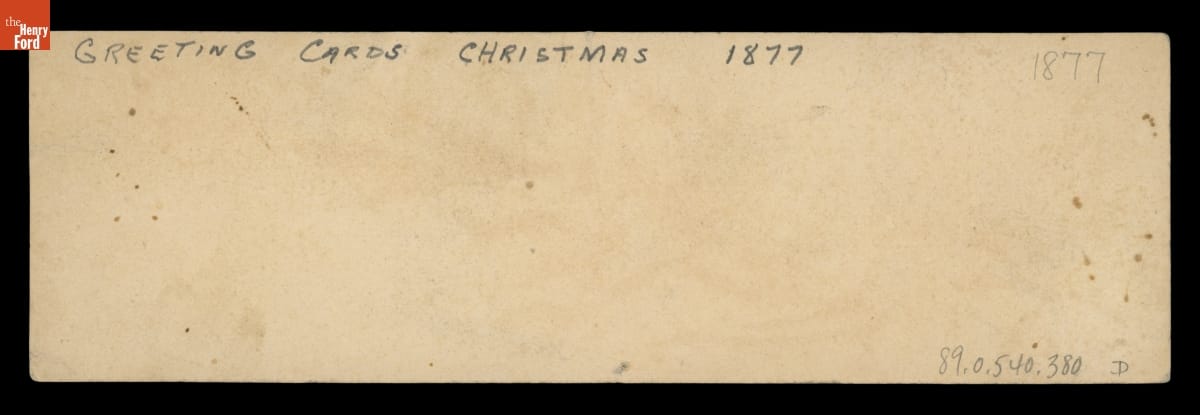 the
Henry
Ford
GREETING CARDS CHRISTMAS 1877
1877
89.0.540.380 D